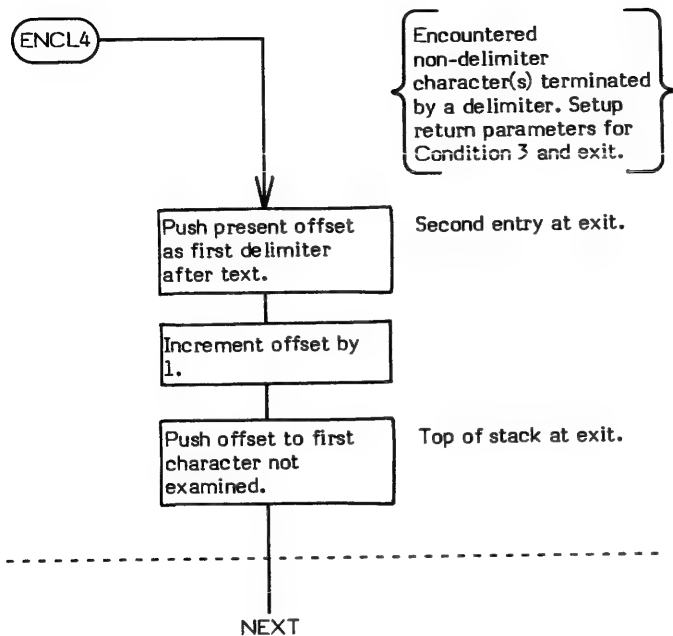 ENCL4
Encountered
non-delimiter
character(s) terminated
by a delimiter. Setup
return parameters for
Condition 3 and exit.
Push present offset
as first delimiter
after text.
Second entry at exit.
Increment offset by
1.
Push offset to first
character not
examined.
Top of stack at exit.
NEXT